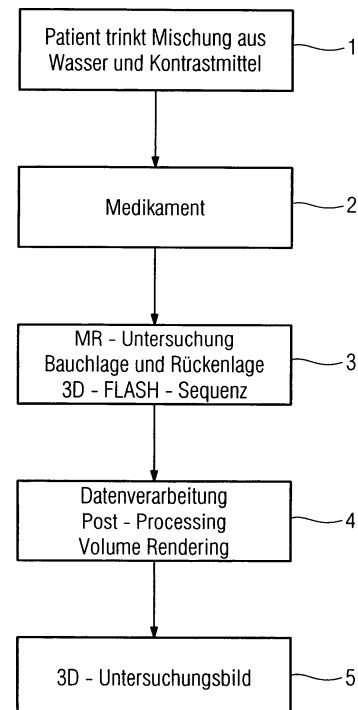 Patient trinkt Mischung aus
Wasser und Kontrastmittel
1
Medikament
2
MR - Untersuchung
Bauchlage und Rückenlage
3D - FLASH - Sequenz
3
Datenverarbeitung
Post - Processing
Volume Rendering
4
3D - Untersuchungsbild
5